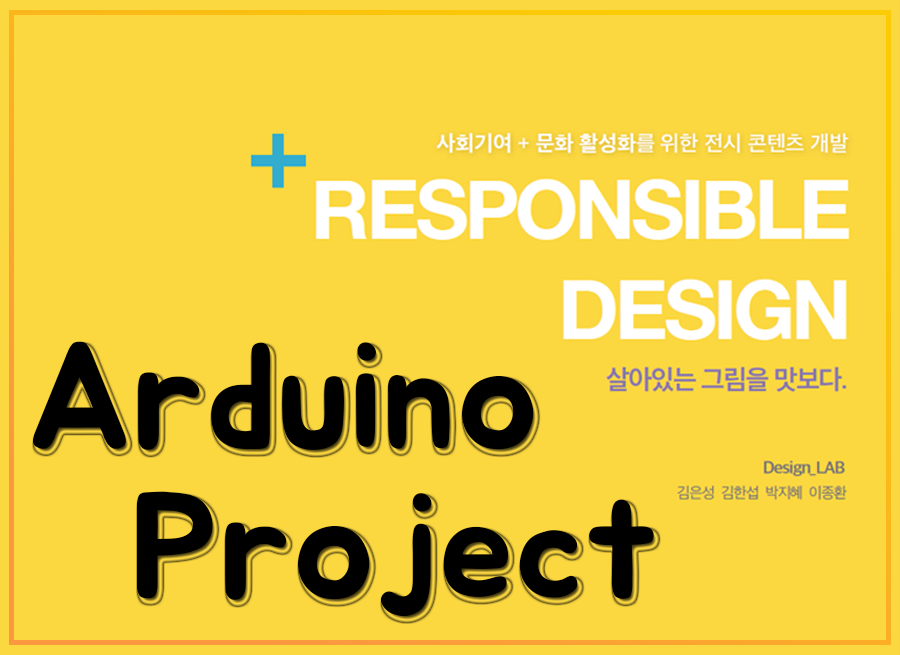 사회기여 + 문화 활성화를 위한 전시 콘텐츠 개발
+ RESPONSIBLE
DESIGN
살아있는 그림을 맛보다.
Arduino
Project
Design_LAB
김은성 김한섭 박지혜 이종환